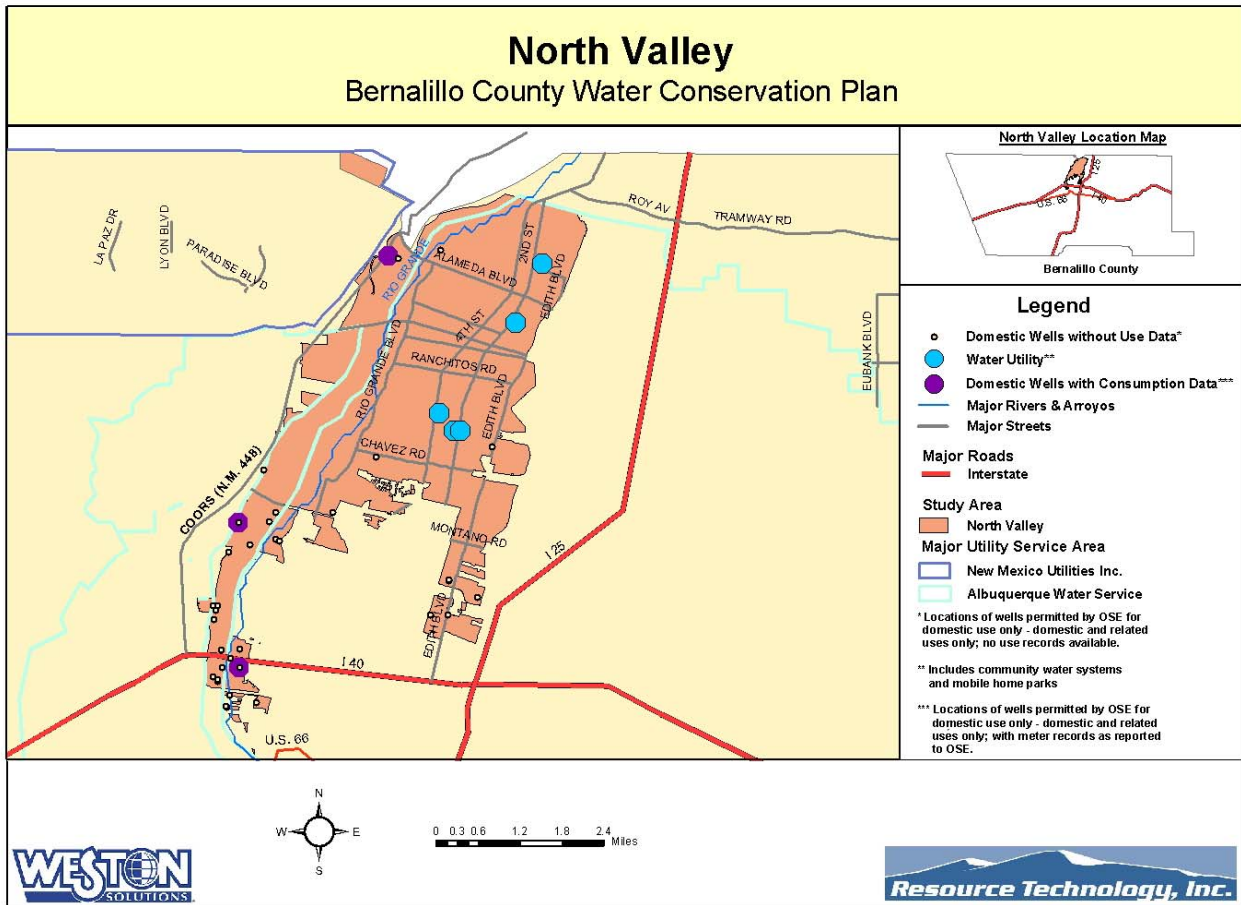 North Valley
Bernalillo County Water Conservation Plan
North Valley Location Map
I 25
U.S. 66
I 40
Bernalillo County
LA PAZ DR
LYON BLVD
PARADISE BLVD
RIO GRANDE
ALAMEDA BLVD
2ND ST
EDITH BLVD
ROY AV
TRAMWAY RD
4TH ST
RANCHITOS RD
RIO GRANDE BLVD
EDITH BLVD
EUBANK BLVD
CHAVEZ RD
COORS (N.M. 448)
MONTANO RD
I 25
EDITH BLVD
I 40
U.S. 66
Legend
Domestic Wells without Use Data*
Water Utility**
Domestic Wells with Consumption Data***
Major Rivers & Arroyos
Major Streets
Major Roads
Interstate
Study Area
North Valley
Major Utility Service Area
New Mexico Utilities Inc.
Albuquerque Water Service
* Locations of wells permitted by OSE for
domestic use only - domestic and related
uses only; no use records available.
** Includes community water systems
and mobile home parks
*** Locations of wells permitted by OSE for
domestic use only - domestic and related
uses only; with meter records as reported
to OSE.
N
W E
S
0 0.3 0.6 1.2 1.8 2.4
Miles
WESTON
SOLUTIONS
Resource Technology, Inc.